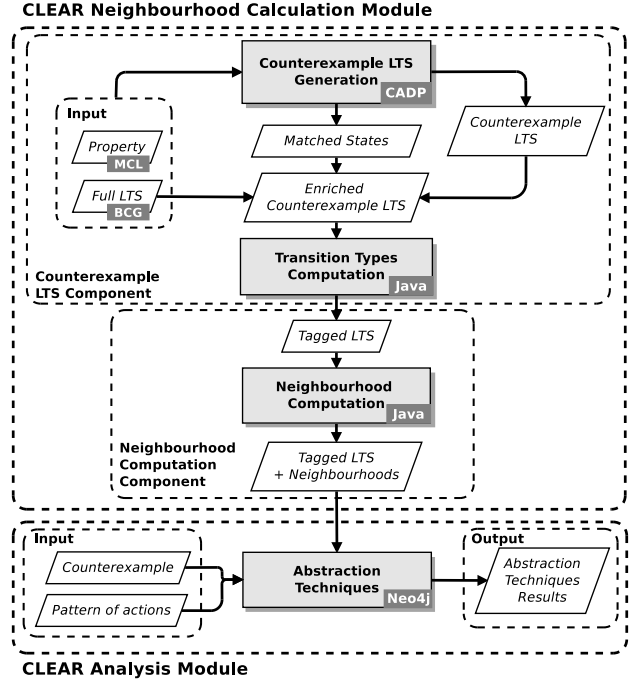 CLEAR Neighbourhood Calculation Module
Counterexample LTS
Generation
CADP
Input
Property
MCL
Full LTS
BCG
Matched States
Counterexample
LTS
Enriched
Counterexample LTS
Transition Types
Computation
Java
Counterexample
LTS Component
Tagged LTS
Neighbourhood
Computation
Java
Neighbourhood
Computation
Component
Tagged LTS
+ Neighbourhoods
Input
Counterexample
Pattern of actions
Abstraction
Techniques
Neo4j
Output
Abstraction
Techniques
Results
CLEAR Analysis Module